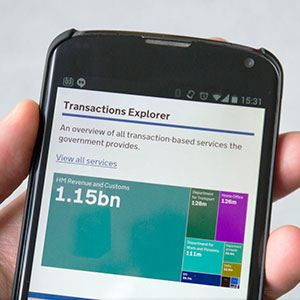 15:31
Transactions Explorer
An overview of all transaction-based services the
government provides.
View all services
HM Revenue and Customs
1.15bn
Department
for Transport
128m
Home Office
126m
Department for
Work and Pensions
111m